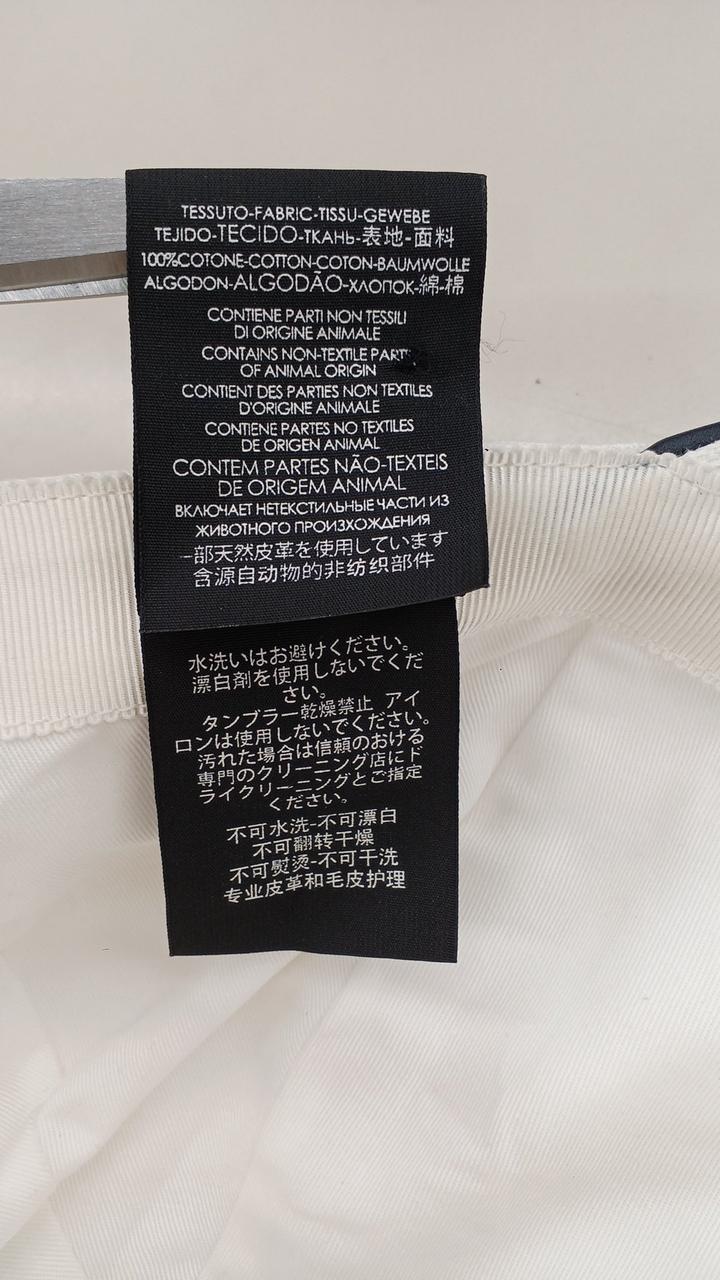 TESSUTO-FABRIC-TISSU-GEWEBE
TEJIDO-TECIDO-ТКАНЬ-表地-面料
100%COTONE-COTTON-COTON-BAUMWOLLE
ALGODON-ALGODÃO-ХЛОПОК-綿-棉
CONTIENE PARTI NON TESSILI
DI ORIGINE ANIMALE
CONTAINS NON-TEXTILE PARTS
OF ANIMAL ORIGIN
CONTIENT DES PARTIES NON TEXTILES
D'ORIGINE ANIMALE
CONTIENE PARTES NO TEXTILES
DE ORIGEN ANIMAL
CONTEM PARTES NÃO-TEXTEIS
DE ORIGEM ANIMAL
ВКЛЮЧАЕТ НЕТЕКСТИЛЬНЫЕ ЧАСТИ ИЗ
ЖИВОТНОГО ПРОИЗХОЖДЕНИЯ
一部天然皮革を使用しています
含源自动物的非纺织部件
水洗いはお避けください。
漂白剤を使用しないでくだ
さい。
タンブラー乾燥禁止 アイ
ロンは使用しないでください。
汚れた場合は信頼のおける
専門のクリーニング店にド
ライクリーニングとご指定
ください。
不可水洗-不可漂白
不可翻转干燥
不可熨烫-不可干洗
专业皮革和毛皮护理